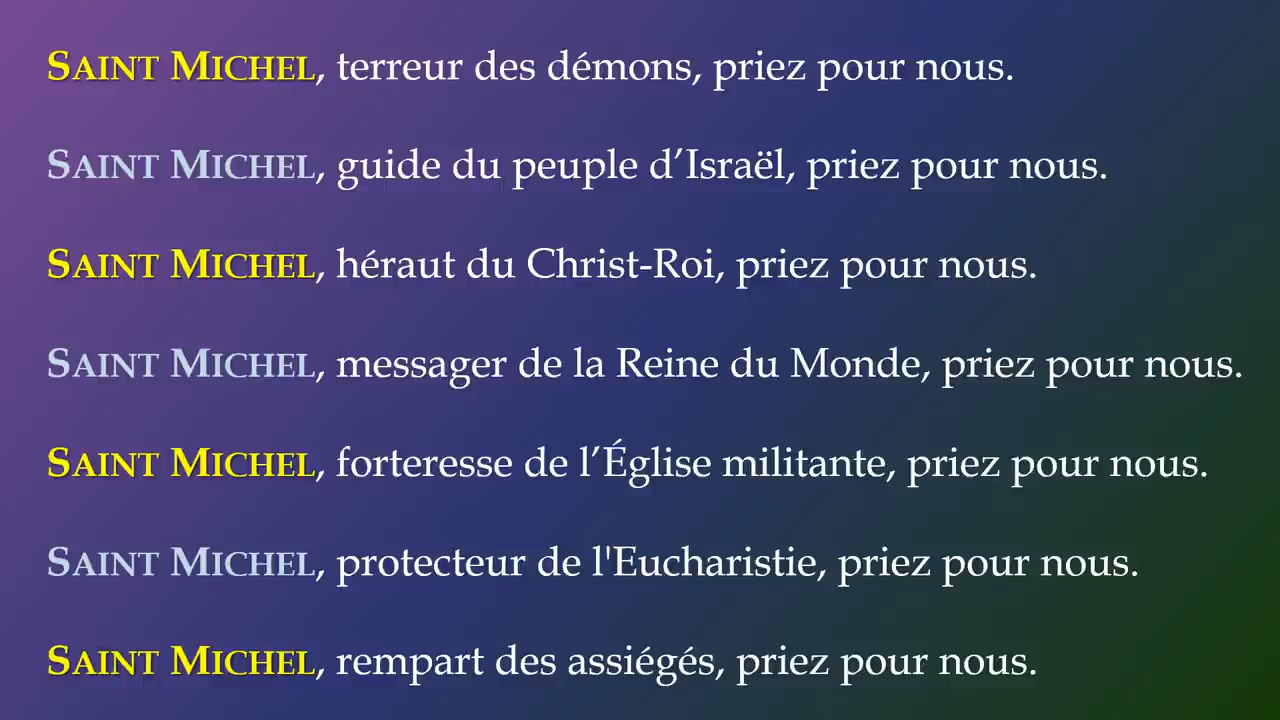 SAINT MICHEL, terreur des démons, priez pour nous.
SAINT MICHEL, guide du peuple d’Israël, priez pour nous.
SAINT MICHEL, héraut du Christ-Roi, priez pour nous.
SAINT MICHEL, messager de la Reine du Monde, priez pour nous.
SAINT MICHEL, forteresse de l’Église militante, priez pour nous.
SAINT MICHEL, protecteur de l'Eucharistie, priez pour nous.
SAINT MICHEL, rempart des assiégés, priez pour nous.